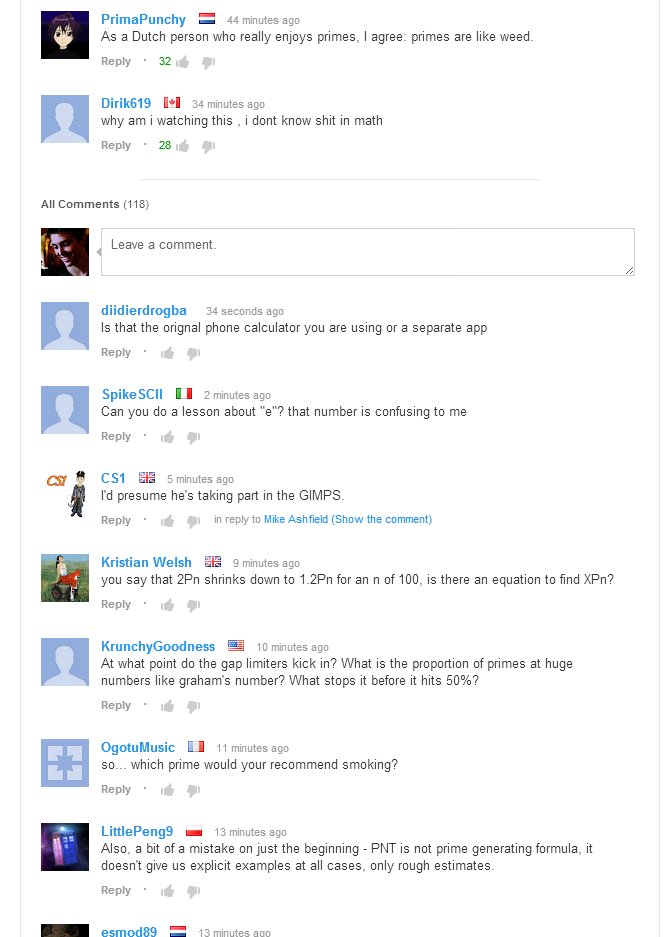 PrimaPunchy 44 minutes ago
As a Dutch person who really enjoys primes, I agree: primes are like weed.
Reply · 32
Dirik619 34 minutes ago
why am i watching this , i dont know shit in math
Reply · 28
All Comments (118)
Leave a comment.
diidierdrogba 34 seconds ago
Is that the orignal phone calculator you are using or a separate app
Reply ·
SpikeSCII 2 minutes ago
Can you do a lesson about "e"? that number is confusing to me
Reply ·
CS1
CS1 5 minutes ago
I'd presume he's taking part in the GIMPS.
Reply · in reply to Mike Ashfield (Show the comment)
Kristian Welsh 9 minutes ago
you say that 2Pn shrinks down to 1.2Pn for an n of 100, is there an equation to find XPn?
Reply ·
KrunchyGoodness 10 minutes ago
At what point do the gap limiters kick in? What is the proportion of primes at huge
numbers like graham's number? What stops it before it hits 50%?
Reply ·
OgotuMusic 11 minutes ago
so... which prime would your recommend smoking?
Reply ·
LittlePeng9 13 minutes ago
Also, a bit of a mistake on just the beginning - PNT is not prime generating formula, it
doesn't give us explicit examples at all cases, only rough estimates.
Reply ·
esmod89 13 minutes ago